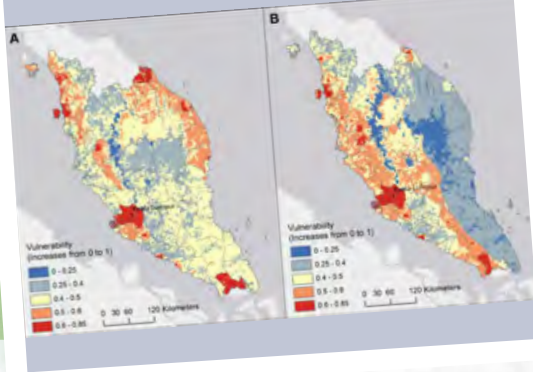 A
B
Kuala Lumpur
Vulnerability
(Increases from 0 to 1)
0 - 0.25
0.25 - 0.4
0.4 - 0.5
0.5 - 0.6
0.6 - 0.85
0 30 60 120 Kilometers
Vulnerability
(Increases from 0 to 1)
0 - 0.25
0.25 - 0.4
0.4 - 0.5
0.5 - 0.6
0.6 - 0.85
0 30 60 120 Kilometers